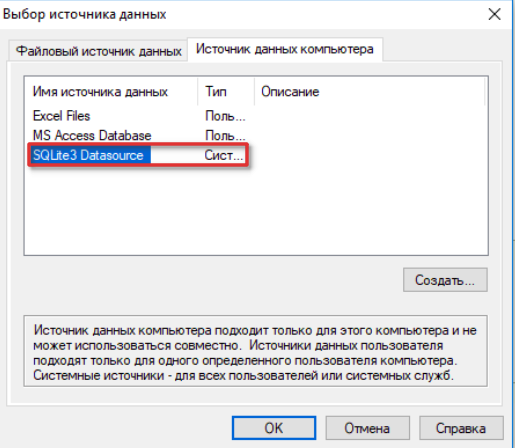 Выбор источника данных
Файловый источник данных Источник данных компьютера
Имя источника данных Тип Описание
Excel Files Поль...
MS Access Database Поль...
SQLite3 Datasource Сист...
Создать...
Источник данных компьютера подходит только для этого компьютера и не
может использоваться совместно. Источники данных пользователя
подходят только для одного определенного пользователя компьютера.
Системные источники - для всех пользователей или системных служб.
OK Отмена Справка